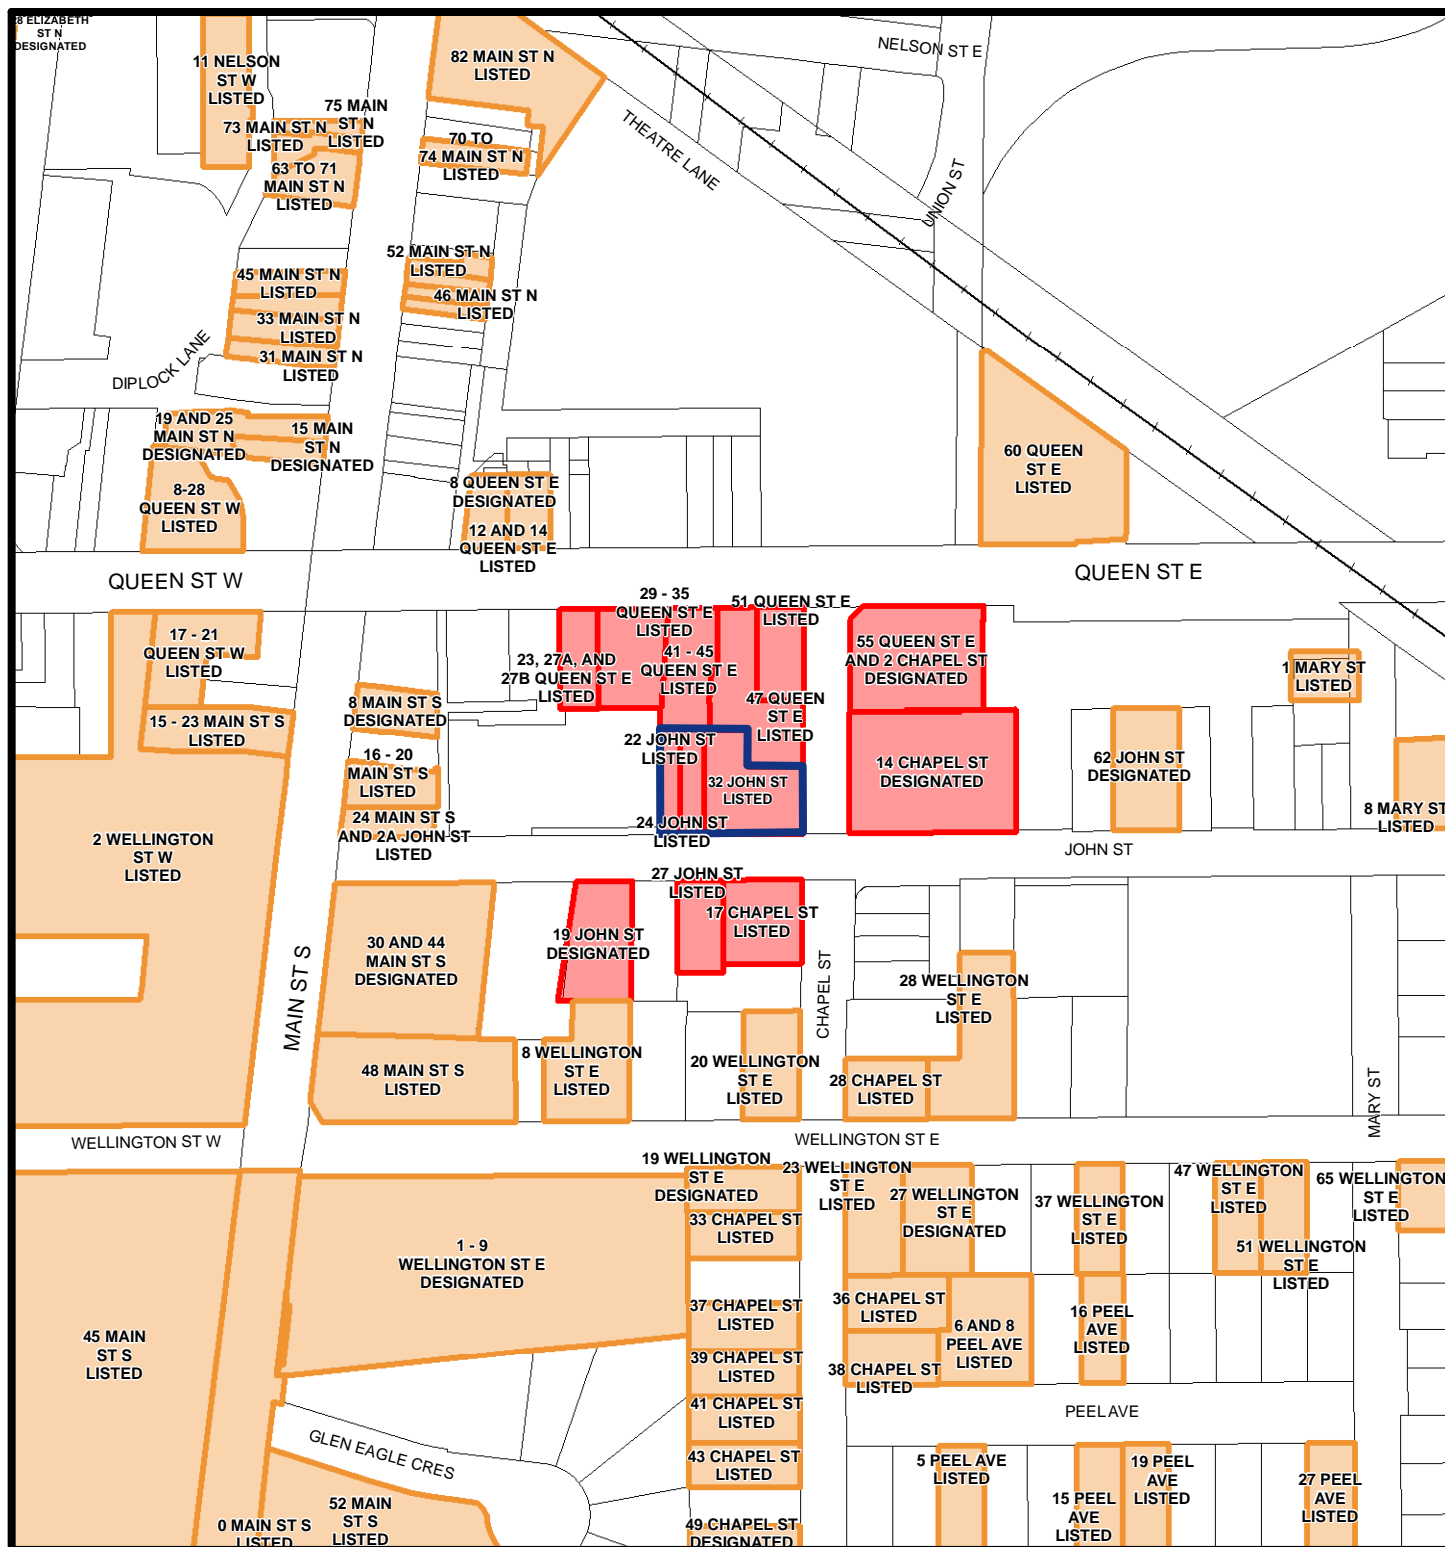 28 ELIZABETH
ST N
DESIGNATED
11 NELSON
ST W
LISTED
82 MAIN ST N
LISTED
NELSON ST E
75 MAIN
ST N
LISTED
73 MAIN ST N
LISTED
63 TO 71
MAIN ST N
LISTED
70 TO
74 MAIN ST N
LISTED
THEATRE LANE
UNION ST
52 MAIN ST N
LISTED
46 MAIN ST N
LISTED
45 MAIN ST N
LISTED
33 MAIN ST N
LISTED
31 MAIN ST N
LISTED
DIPLOCK LANE
19 AND 25
MAIN ST N
DESIGNATED
15 MAIN
ST N
DESIGNATED
8-28
QUEEN ST W
LISTED
8 QUEEN ST E
DESIGNATED
12 AND 14
QUEEN ST E
LISTED
60 QUEEN
ST E
LISTED
QUEEN ST W
QUEEN ST E
29 - 35
QUEEN ST E
LISTED
51 QUEEN ST E
LISTED
17 - 21
QUEEN ST W
LISTED
23, 27A, AND
27B QUEEN ST E
LISTED
41 - 45
QUEEN ST E
LISTED
55 QUEEN ST E
AND 2 CHAPEL ST
DESIGNATED
1 MARY ST
LISTED
8 MAIN ST S
DESIGNATED
47 QUEEN
ST E
LISTED
15 - 23 MAIN ST S
LISTED
22 JOHN ST
LISTED
16 - 20
MAIN ST S
LISTED
14 CHAPEL ST
DESIGNATED
62 JOHN ST
DESIGNATED
32 JOHN ST
LISTED
24 MAIN ST S
AND 2A JOHN ST
LISTED
24 JOHN ST
LISTED
8 MARY ST
LISTED
2 WELLINGTON
ST W
LISTED
JOHN ST
27 JOHN ST
LISTED
17 CHAPEL ST
LISTED
19 JOHN ST
DESIGNATED
30 AND 44
MAIN ST S
DESIGNATED
MAIN ST S
CHAPEL ST
28 WELLINGTON
ST E
LISTED
48 MAIN ST S
LISTED
8 WELLINGTON
ST E
LISTED
20 WELLINGTON
ST E
LISTED
28 CHAPEL ST
LISTED
MARY ST
WELLINGTON ST W
WELLINGTON ST E
19 WELLINGTON
ST E
DESIGNATED
23 WELLINGTON
ST E
LISTED
27 WELLINGTON
ST E
DESIGNATED
37 WELLINGTON
ST E
LISTED
47 WELLINGTON
ST E
LISTED
65 WELLINGTON
ST E
LISTED
33 CHAPEL ST
LISTED
51 WELLINGTON
ST E
LISTED
1 - 9
WELLINGTON ST E
DESIGNATED
37 CHAPEL ST
LISTED
36 CHAPEL ST
LISTED
6 AND 8
PEEL AVE
LISTED
16 PEEL
AVE
LISTED
45 MAIN
ST S
LISTED
39 CHAPEL ST
LISTED
38 CHAPEL ST
LISTED
41 CHAPEL ST
LISTED
PEEL AVE
GLEN EAGLE CRES
43 CHAPEL ST
LISTED
5 PEEL AVE
LISTED
19 PEEL
AVE
LISTED
15 PEEL
AVE
LISTED
27 PEEL
AVE
LISTED
52 MAIN
ST S
LISTED
0 MAIN ST S
LISTED
49 CHAPEL ST
DESIGNATED